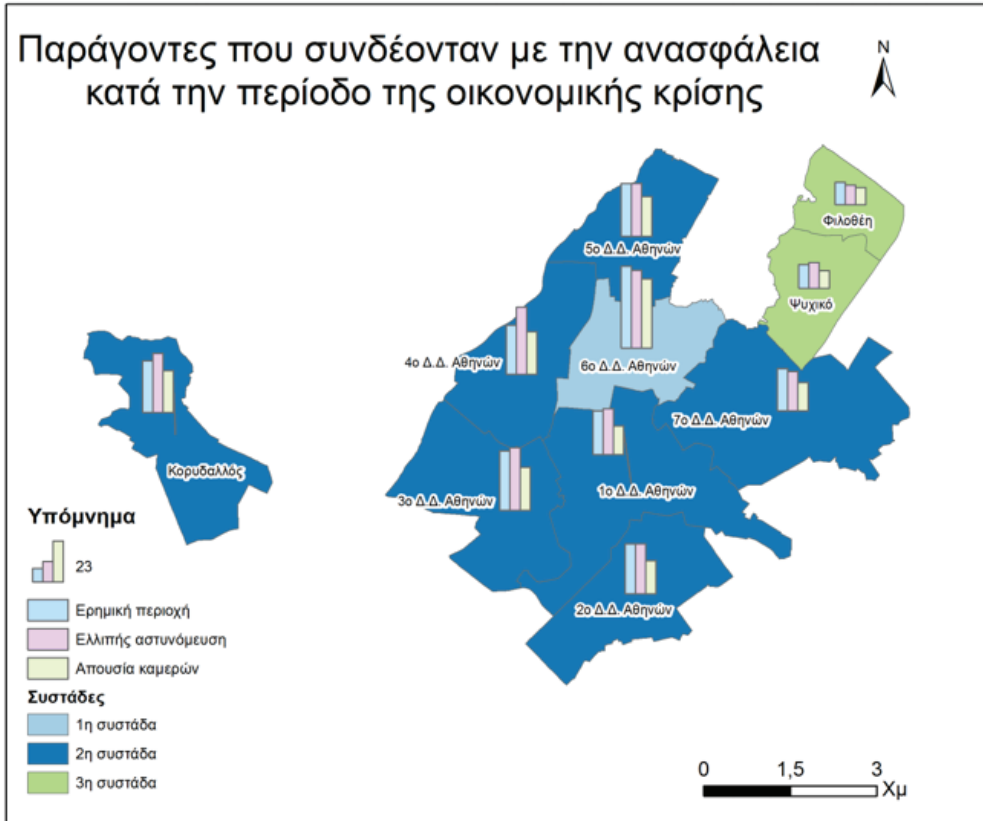 Παράγοντες που συνδέονταν με την ανασφάλεια
κατά την περίοδο της οικονομικής κρίσης
N
Φιλοθέη
5ο Δ.Δ. Αθηνών
Ψυχικό
4ο Δ.Δ. Αθηνών
6ο Δ.Δ. Αθηνών
7ο Δ.Δ. Αθηνών
Κορυδαλλός
3ο Δ.Δ. Αθηνών
1ο Δ.Δ. Αθηνών
2ο Δ.Δ. Αθηνών
Υπόμνημα
23
Ερημική περιοχή
Ελλιπής αστυνόμευση
Απουσία καμερών
Συστάδες
1η συστάδα
2η συστάδα
3η συστάδα
0 1,5 3
Χμ